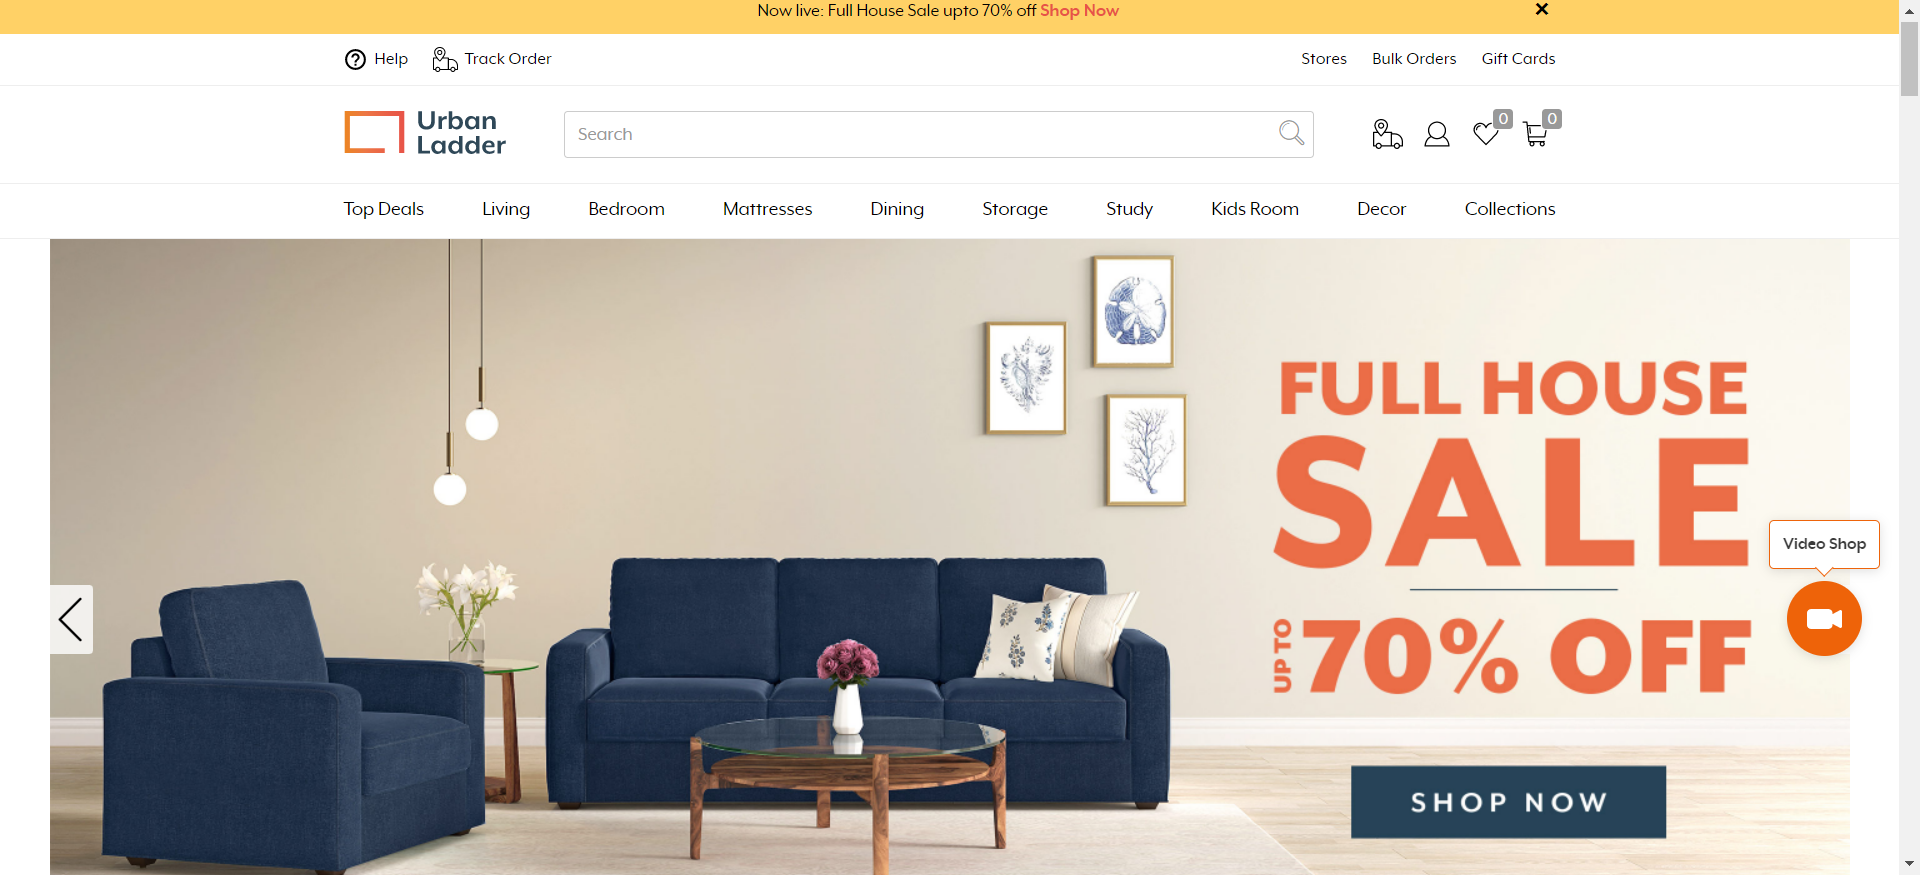 Now live: Full House Sale upto 70% off Shop Now
Help
Track Order
Stores
Bulk Orders
Gift Cards
Urban
Ladder
Search
0
0
Top Deals
Living
Bedroom
Mattresses
Dining
Storage
Study
Kids Room
Decor
Collections
FULL HOUSE
SALE
UP TO 70% OFF
SHOP NOW
Video Shop